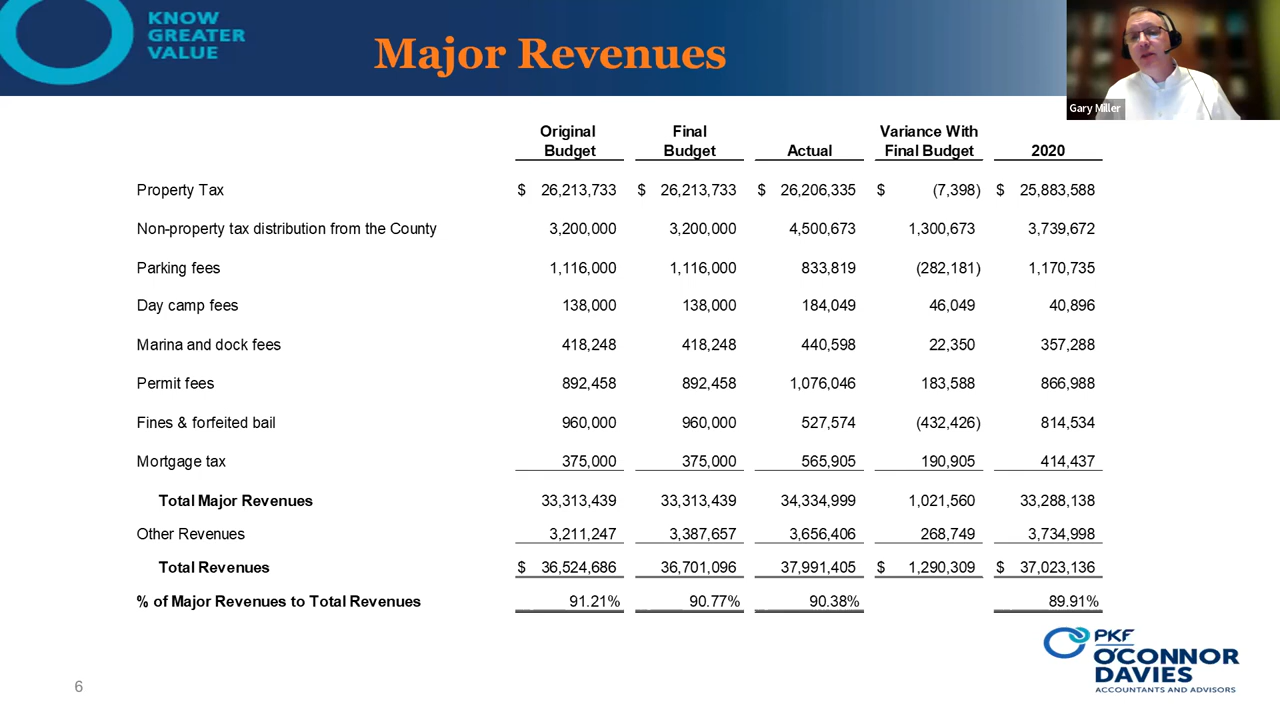 KNOW
GREATER
VALUE
Major Revenues
Gary Miller
Original Final Variance With
Budget Budget Actual Final Budget 2020
Property Tax $ 26,213,733 $ 26,213,733 $ 26,206,335 $ (7,398) $ 25,883,588
Non-property tax distribution from the County 3,200,000 3,200,000 4,500,673 1,300,673 3,739,672
Parking fees 1,116,000 1,116,000 833,819 (282,181) 1,170,735
Day camp fees 138,000 138,000 184,049 46,049 40,896
Marina and dock fees 418,248 418,248 440,598 22,350 357,288
Permit fees 892,458 892,458 1,076,046 183,588 866,988
Fines & forfeited bail 960,000 960,000 527,574 (432,426) 814,534
Mortgage tax 375,000 375,000 565,905 190,905 414,437
Total Major Revenues 33,313,439 33,313,439 34,334,999 1,021,560 33,288,138
Other Revenues 3,211,247 3,387,657 3,656,406 268,749 3,734,998
Total Revenues $ 36,524,686 36,701,096 37,991,405 $ 1,290,309 $ 37,023,136
% of Major Revenues to Total Revenues 91.21% 90.77% 90.38% 89.91%
PKF
O'CONNOR
DAVIES
ACCOUNTANTS AND ADVISORS
6